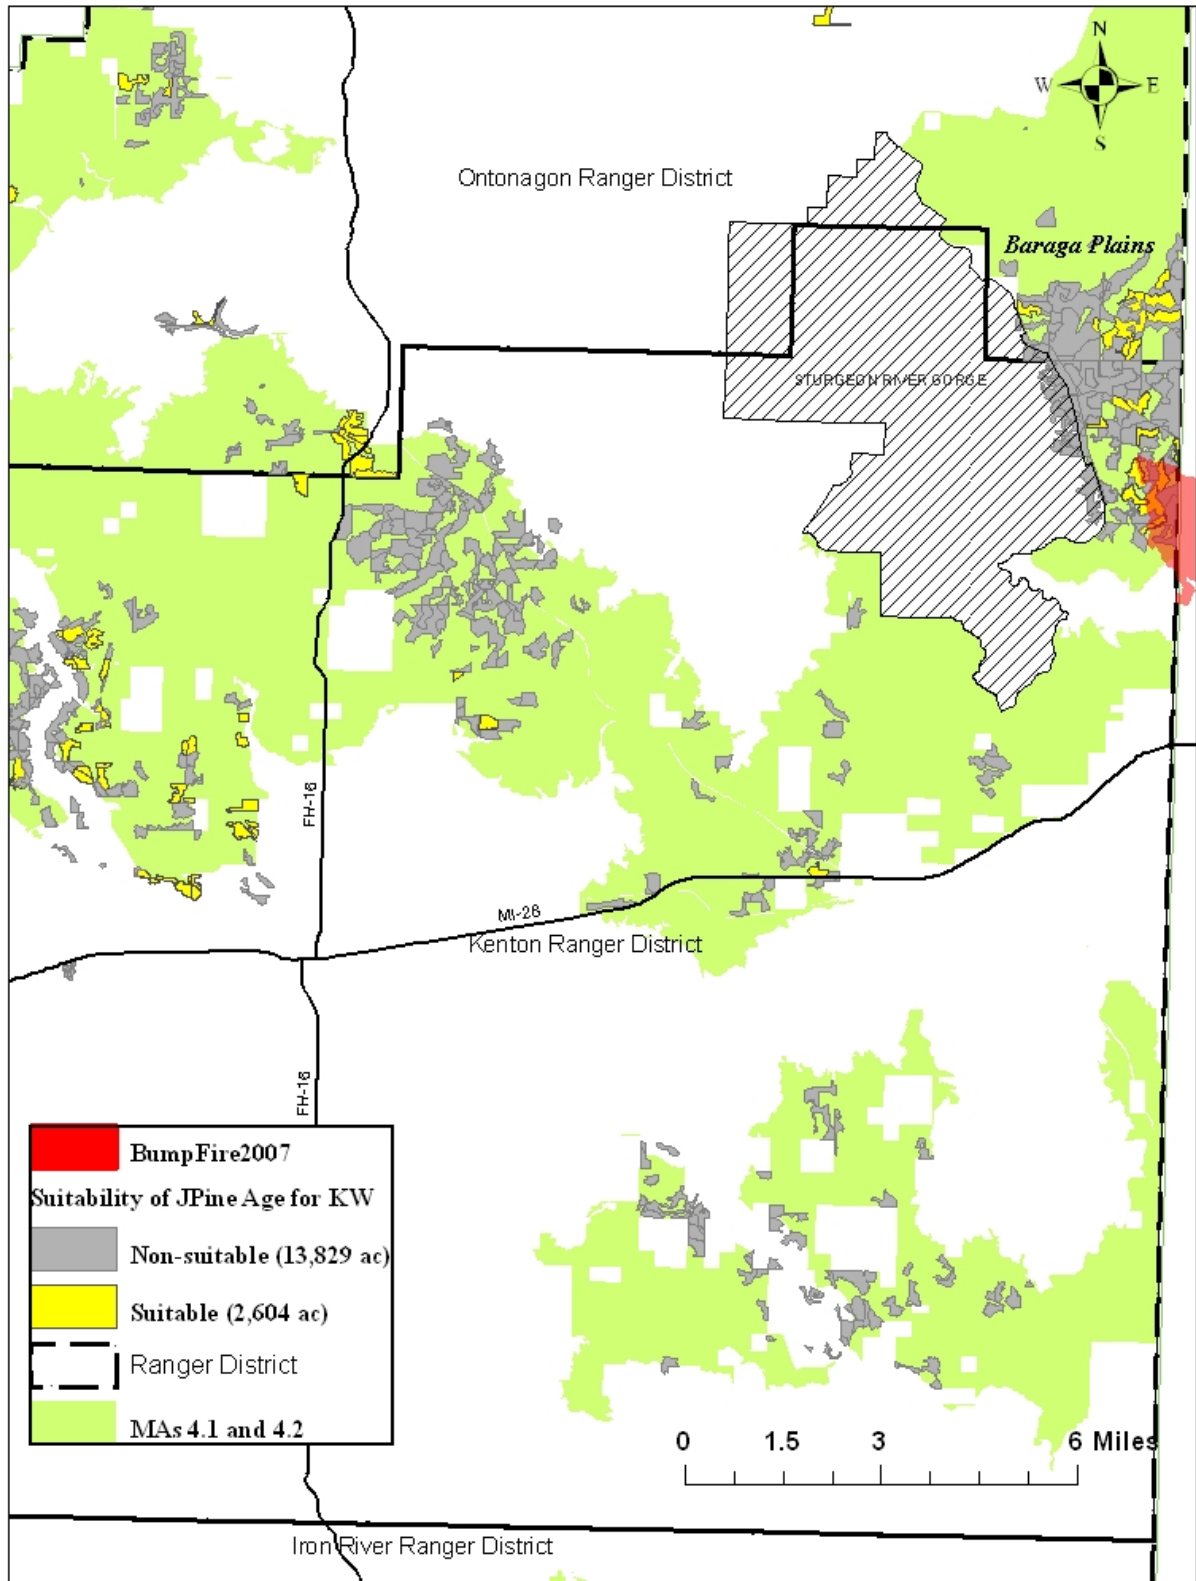 N
W E
S
Ontonagon Ranger District
Baraga Plains
STURGEON RIVER GORGE
FH-16
MI-28
Kenton Ranger District
FH-16
BumpFire2007
Suitability of JPine Age for KW
Non-suitable (13,829 ac)
Suitable (2,604 ac)
Ranger District
MAs 4.1 and 4.2
0 1.5 3 6 Miles
Iron River Ranger District